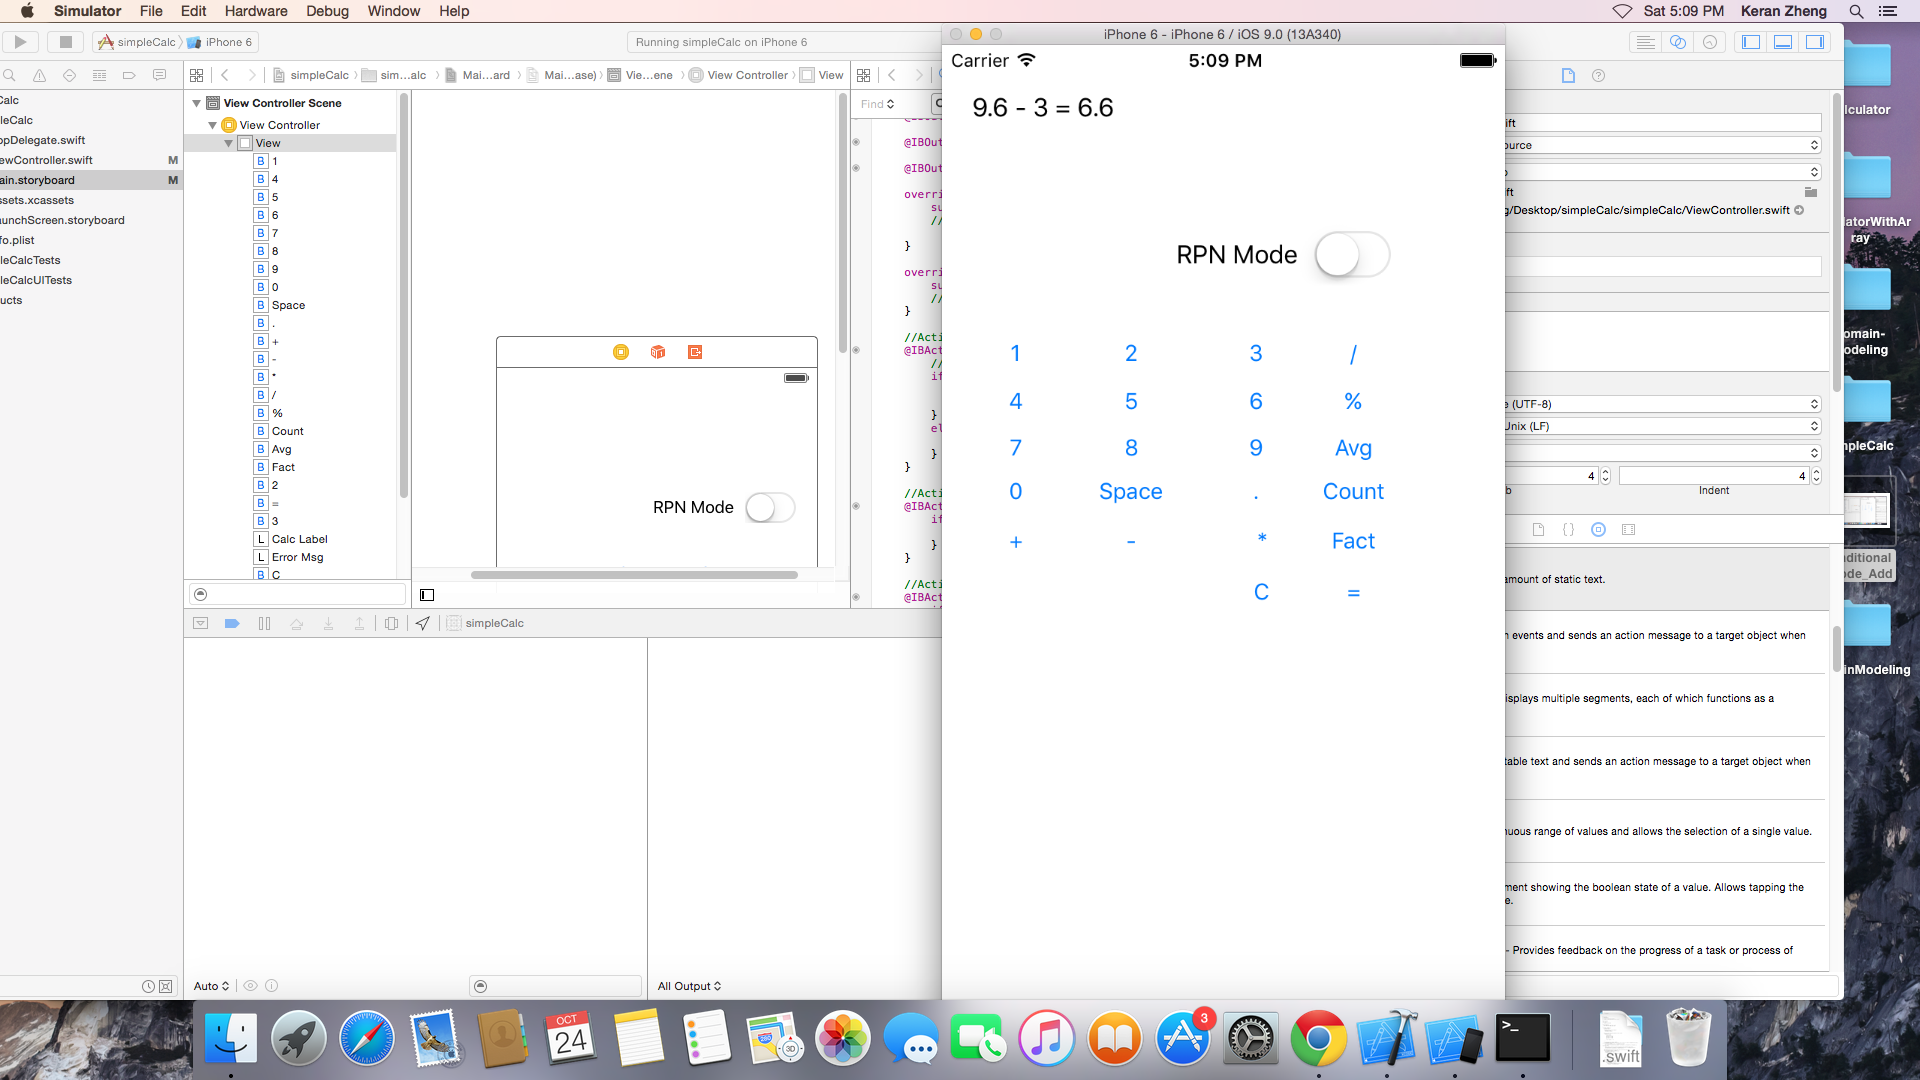 Simulator File Edit Hardware Debug Window Help
Sat 5:09 PM Keran Zheng
simpleCalc iPhone 6
Running simpleCalc on iPhone 6
iPhone 6 - iPhone 6 / iOS 9.0 (13A340)
simpleCalc sim...alc Mai...ard Mai...ase) Vie...ene View Controller View
Find
Calc
leCalc
ppDelegate.swift
ewController.swift M
ain.storyboard M
ssets.xcassets
aunchScreen.storyboard
fo.plist
leCalcTests
leCalcUITests
ucts
View Controller Scene
View Controller
View
B 1
B 4
B 5
B 6
B 7
B 8
B 9
B 0
B Space
B .
B +
B -
B *
B /
B %
B Count
B Avg
B Fact
B 2
B =
B 3
L Calc Label
L Error Msg
B C
RPN Mode
@IBOut
@IBOut
overri
su
//
}
overri
su
//
}
//Acti
@IBAct
//
if
}
el
}
}
//Acti
@IBAct
if
}
}
//Acti
@IBAct
simpleCalc
Auto
All Output
Carrier 5:09 PM
9.6 - 3 = 6.6
RPN Mode
1 2 3 /
4 5 6 %
7 8 9 Avg
0 Space . Count
+ - * Fact
C =
ift
ource
g/Desktop/simpleCalc/simpleCalc/ViewController.swift
e (UTF-8)
Unix (LF)
4 4
Indent
amount of static text.
n events and sends an action message to a target object when
isplays multiple segments, each of which functions as a
table text and sends an action message to a target object when
nuous range of values and allows the selection of a single value.
ment showing the boolean state of a value. Allows tapping the
e.
- Provides feedback on the progress of a task or process of
lculator
latorWithAr
ray
omain-
odeling
mpleCalc
ditional
ode_Add
inModeling
OCT
24
280
3D
3
>_
.swift